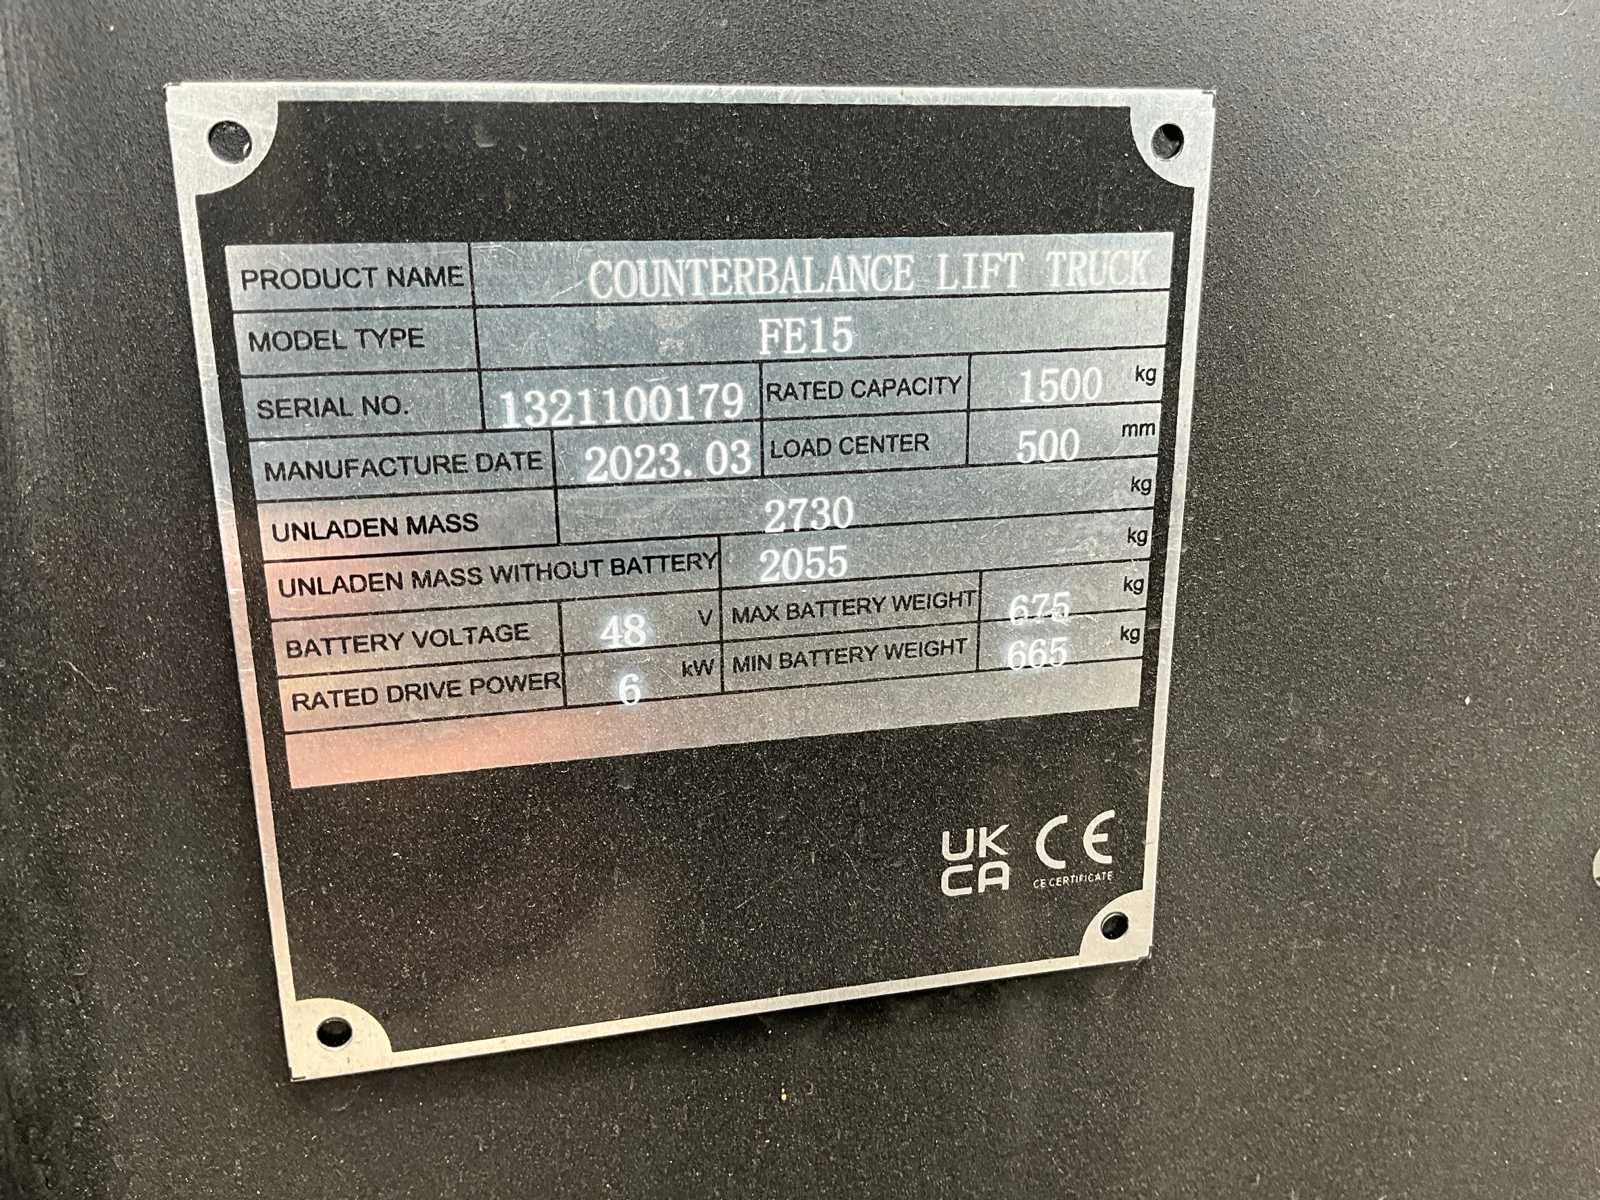 PRODUCT NAME COUNTERBALANCE LIFT TRUCK
MODEL TYPE FE15
SERIAL NO. 1321100179 RATED CAPACITY 1500 kg
MANUFACTURE DATE 2023.03 LOAD CENTER 500 mm
UNLADEN MASS 2730 kg
UNLADEN MASS WITHOUT BATTERY 2055 kg
BATTERY VOLTAGE 48 V MAX BATTERY WEIGHT 675 kg
RATED DRIVE POWER 6 kW MIN BATTERY WEIGHT 665 kg
UK CA CE
CE CERTIFICATE